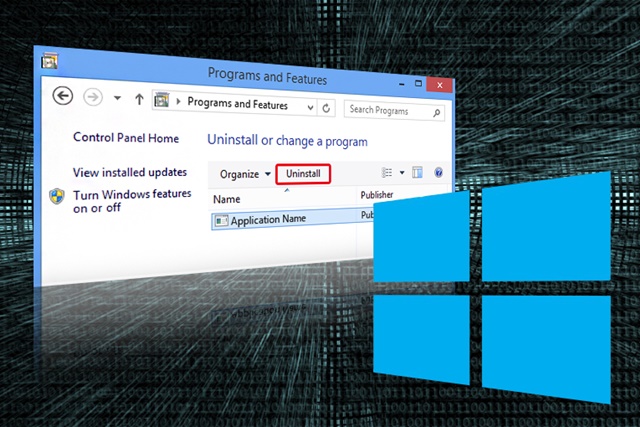 Programs and Features
Programs and Features
Search Programs
Control Panel Home
Uninstall or change a program
View installed updates
Organize Uninstall
Turn Windows features
on or off
Name Publisher
Application Name